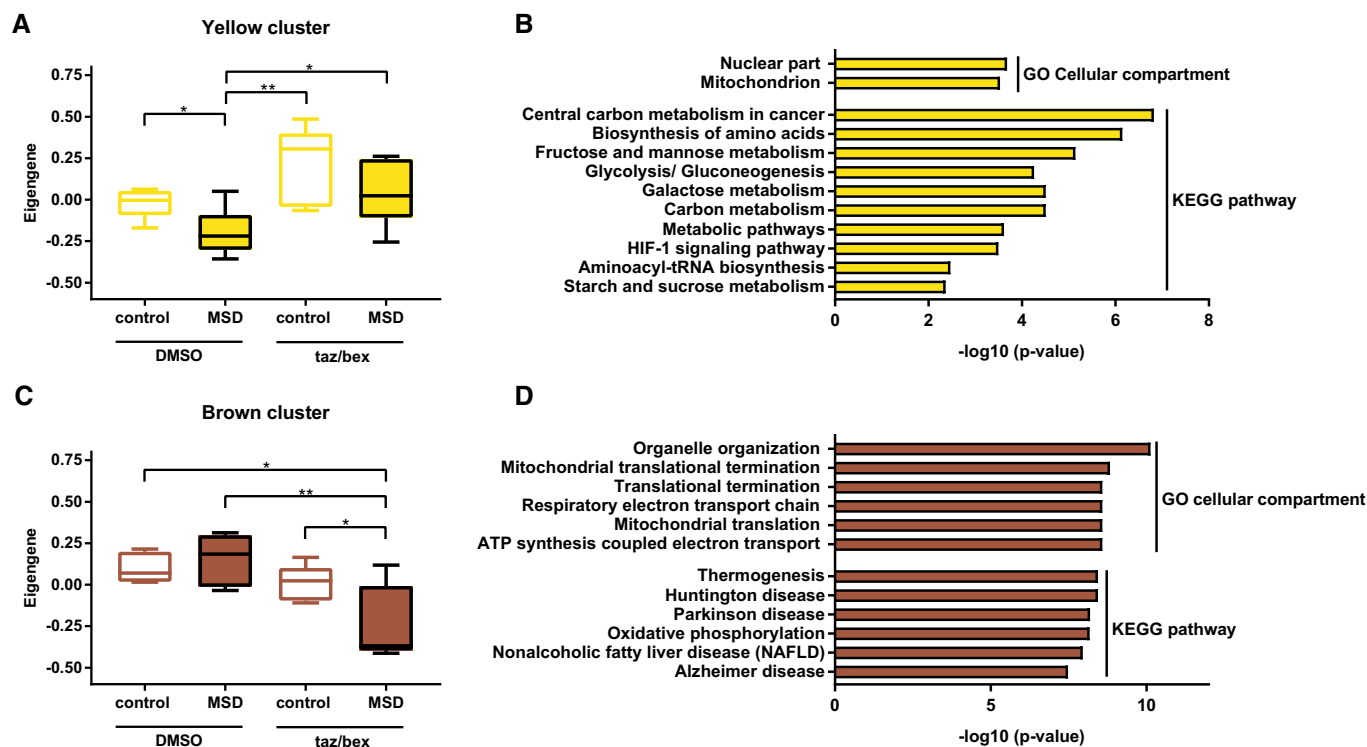 A
Yellow cluster
Eigengene
0.75
0.50
0.25
0.00
-0.25
-0.50
*
**
*
control MSD control MSD
DMSO taz/bex
B
Nuclear part
Mitochondrion
GO Cellular compartment
Central carbon metabolism in cancer
Biosynthesis of amino acids
Fructose and mannose metabolism
Glycolysis/ Gluconeogenesis
Galactose metabolism
Carbon metabolism
Metabolic pathways
HIF-1 signaling pathway
Aminoacyl-tRNA biosynthesis
Starch and sucrose metabolism
KEGG pathway
0 2 4 6 8
-log10 (p-value)
C
Brown cluster
Eigengene
0.75
0.50
0.25
0.00
-0.25
-0.50
*
**
*
control MSD control MSD
DMSO taz/bex
D
Organelle organization
Mitochondrial translational termination
Translational termination
Respiratory electron transport chain
Mitochondrial translation
ATP synthesis coupled electron transport
GO cellular compartment
Thermogenesis
Huntington disease
Parkinson disease
Oxidative phosphorylation
Nonalcoholic fatty liver disease (NAFLD)
Alzheimer disease
KEGG pathway
0 5 10
-log10 (p-value)